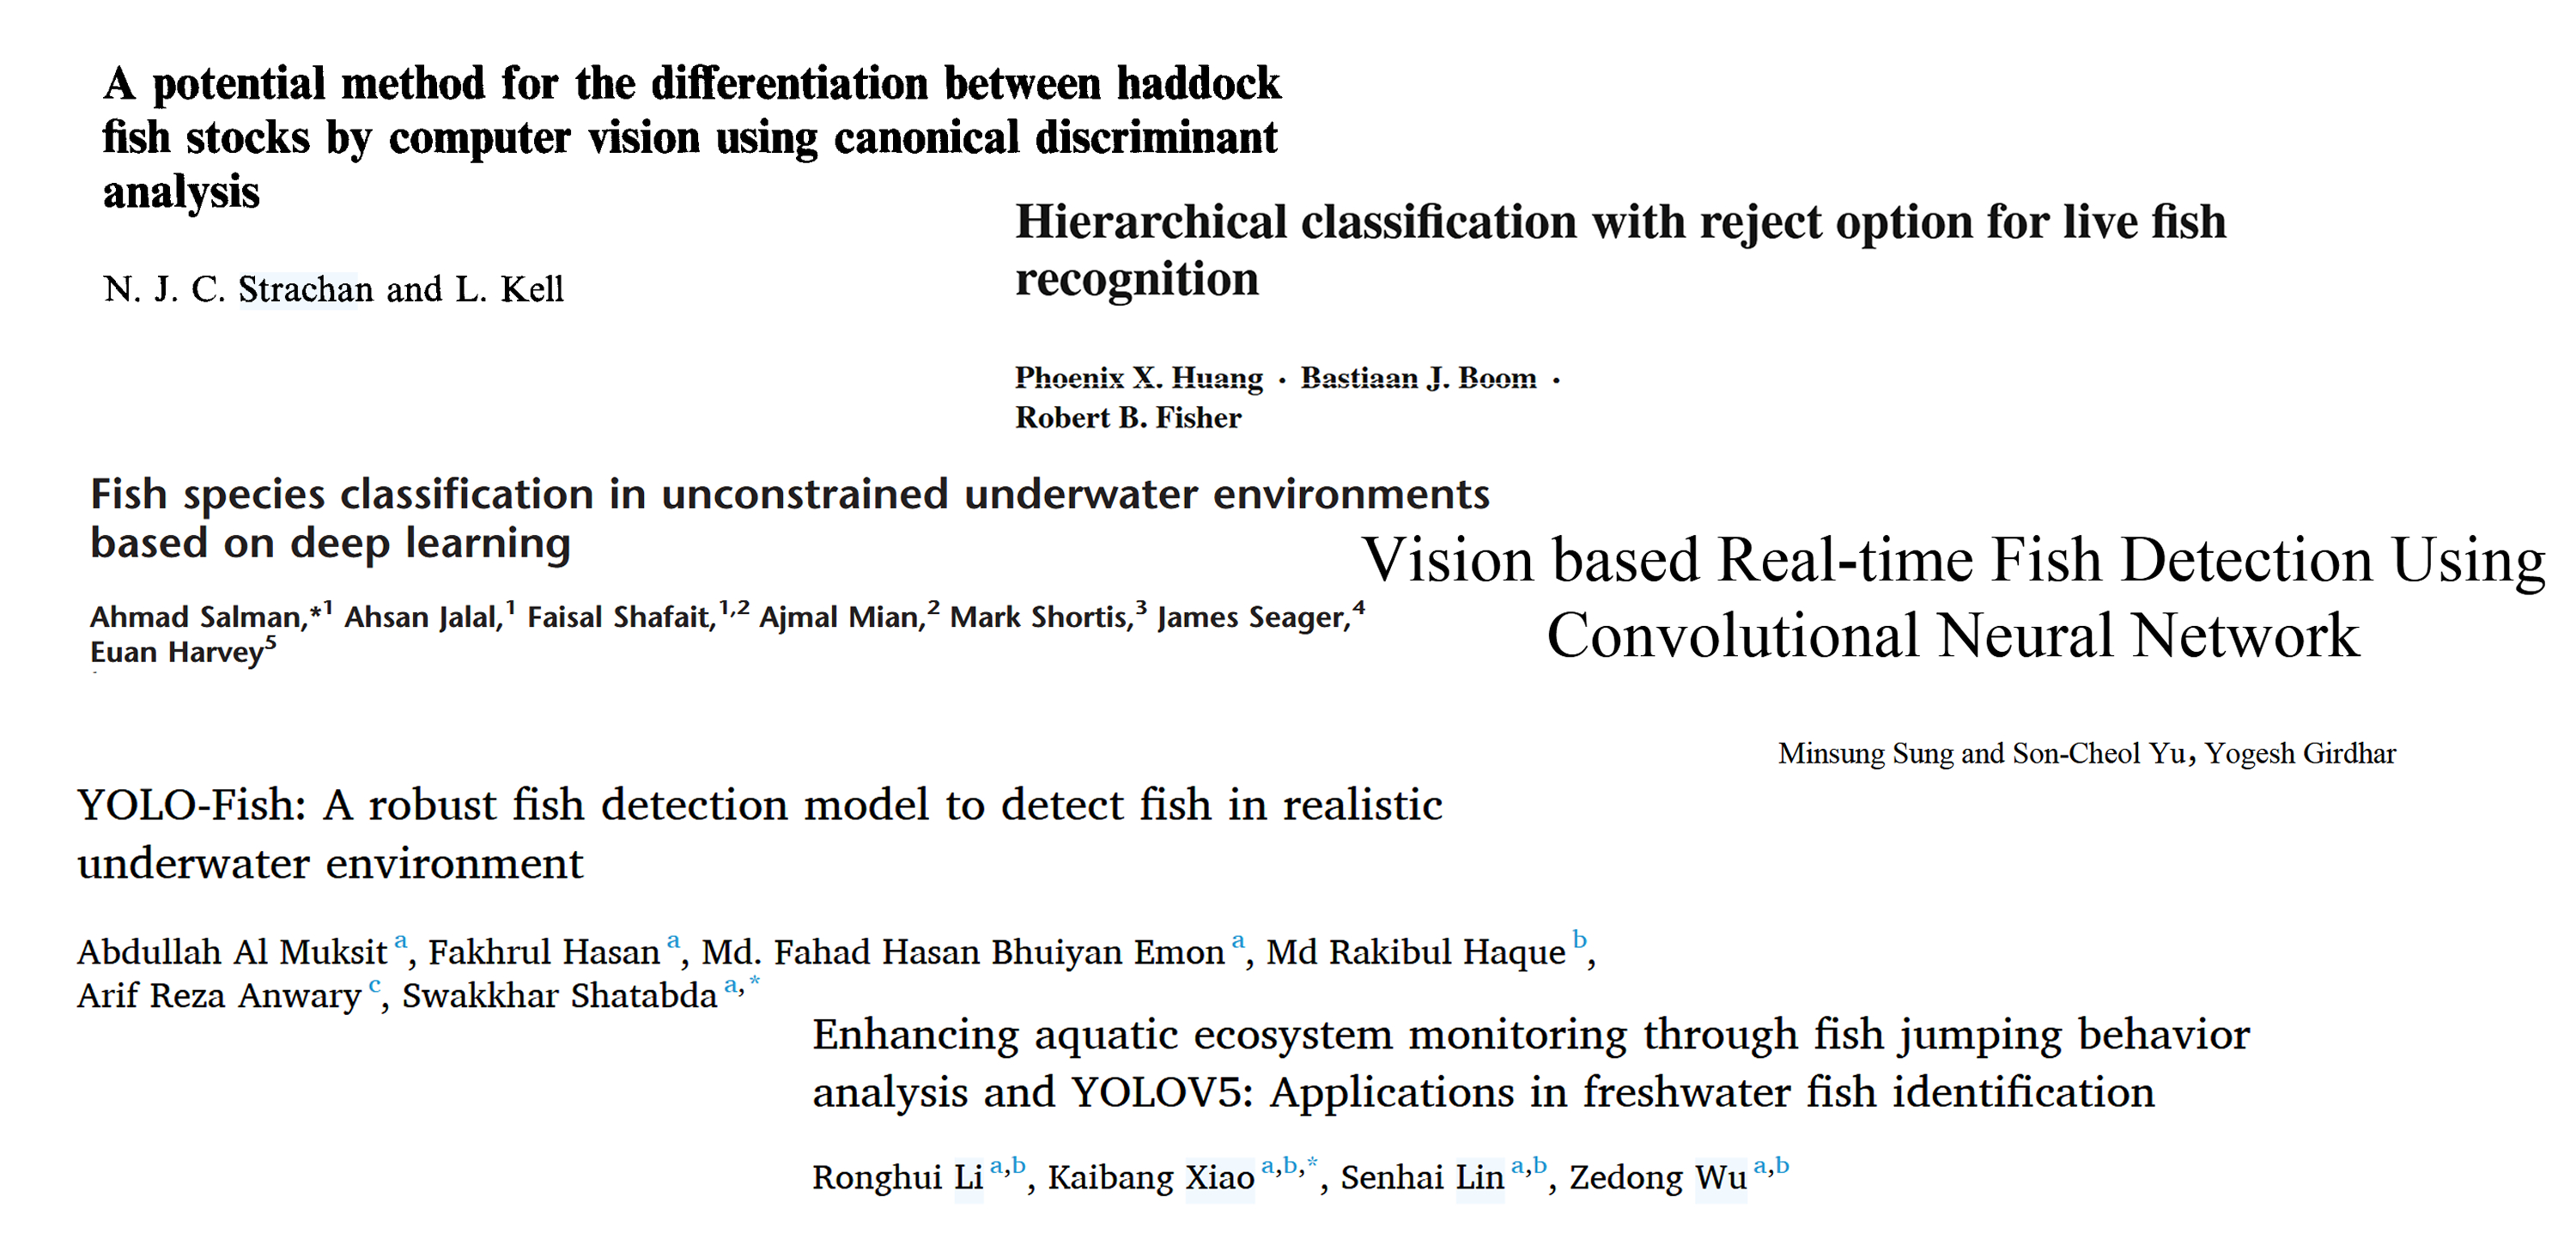 A potential method for the differentiation between haddock
fish stocks by computer vision using canonical discriminant
analysis
N. J. C. Strachan and L. Kell
Hierarchical classification with reject option for live fish
recognition
Phoenix X. Huang · Bastiaan J. Boom ·
Robert B. Fisher
Fish species classification in unconstrained underwater environments
based on deep learning
Ahmad Salman,*1 Ahsan Jalal,1 Faisal Shafait,1,2 Ajmal Mian,2 Mark Shortis,3 James Seager,4
Euan Harvey5
Vision based Real-time Fish Detection Using
Convolutional Neural Network
Minsung Sung and Son-Cheol Yu, Yogesh Girdhar
YOLO-Fish: A robust fish detection model to detect fish in realistic
underwater environment
Abdullah Al Muksit a, Fakhrul Hasan a, Md. Fahad Hasan Bhuiyan Emon a, Md Rakibul Haque b,
Arif Reza Anwary c, Swakkhar Shatabda a,*
Enhancing aquatic ecosystem monitoring through fish jumping behavior
analysis and YOLOV5: Applications in freshwater fish identification
Ronghui Li a,b, Kaibang Xiao a,b,*, Senhai Lin a,b, Zedong Wu a,b